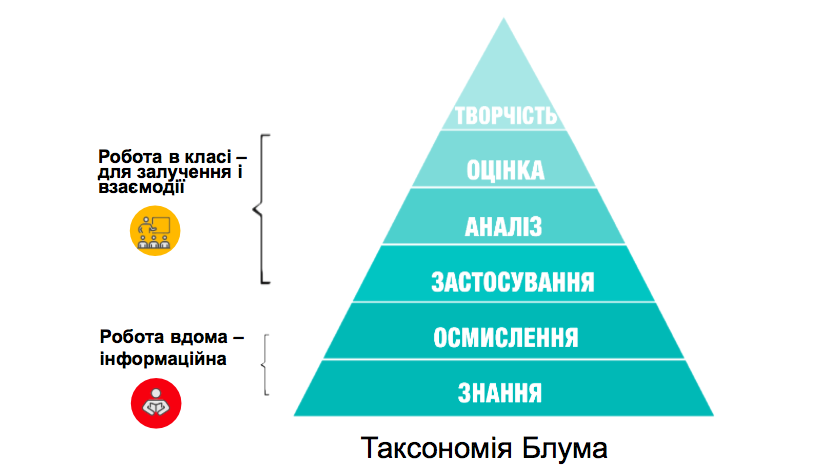 ТВОРЧІСТЬ
Робота в класі –
для залучення і
взаємодії
ОЦІНКА
АНАЛІЗ
ЗАСТОСУВАННЯ
Робота вдома –
інформаційна
ОСМИСЛЕННЯ
ЗНАННЯ
Таксономія Блума